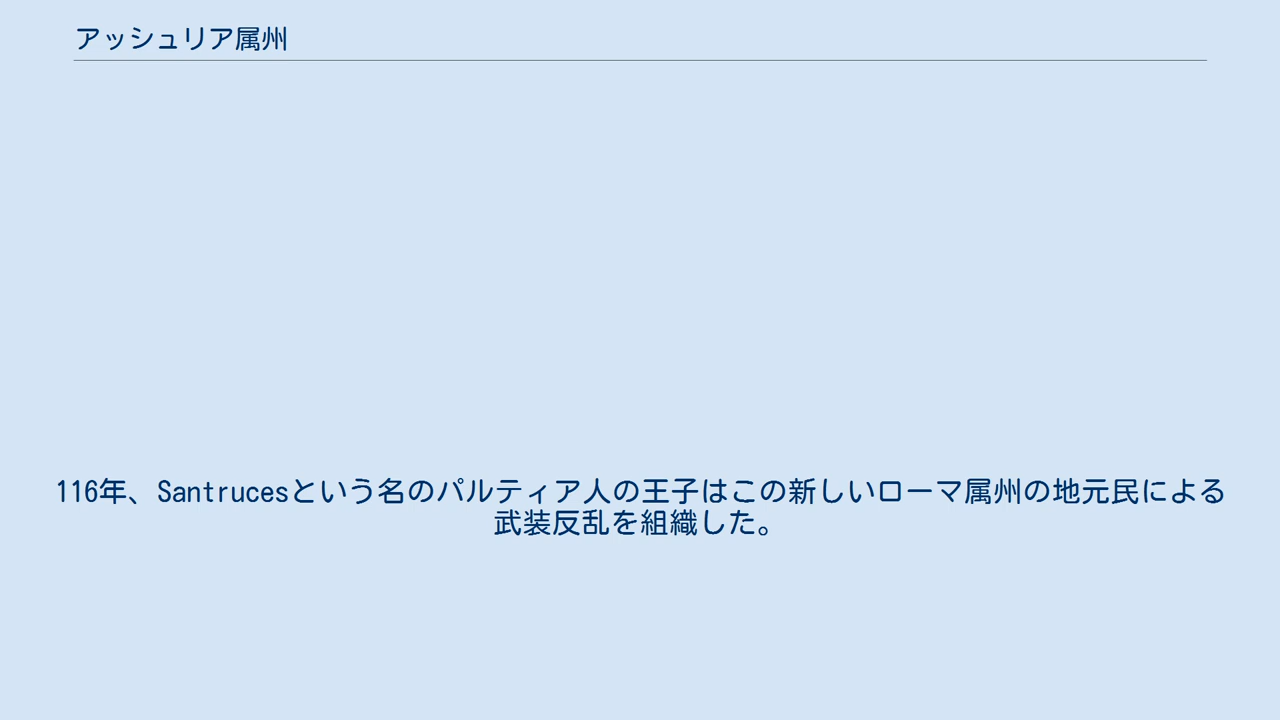 アッシュリア属州
116年、Santrucesという名のパルティア人の王子はこの新しいローマ属州の地元民による
武装反乱を組織した。